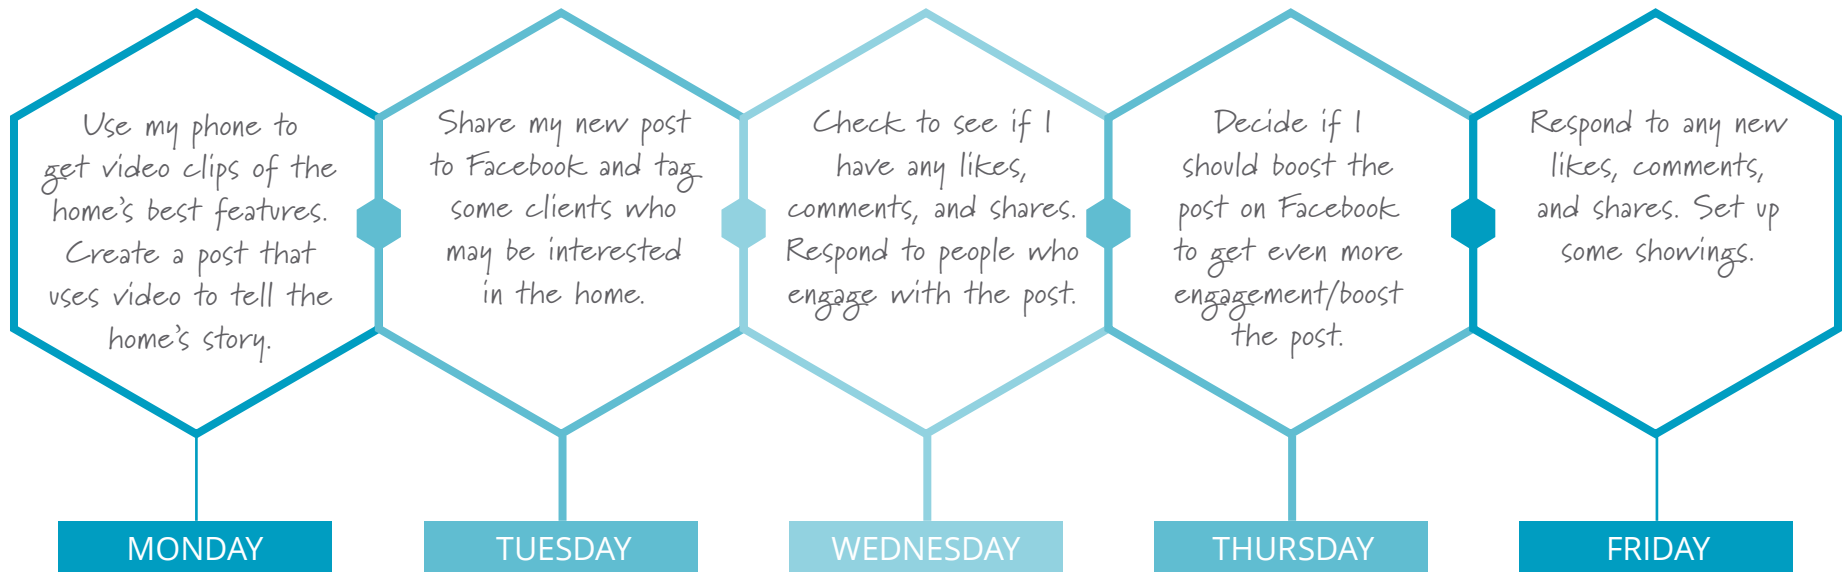 Use my phone to
get video clips of the
home's best features.
Create a post that
uses video to tell the
home's story.
MONDAY
Share my new post
to Facebook and tag
some clients who
may be interested
in the home.
TUESDAY
Check to see if I
have any likes,
comments, and shares.
Respond to people who
engage with the post.
WEDNESDAY
Decide if I
should boost the
post on Facebook
to get even more
engagement/boost
the post.
THURSDAY
Respond to any new
likes, comments,
and shares. Set up
some showings.
FRIDAY